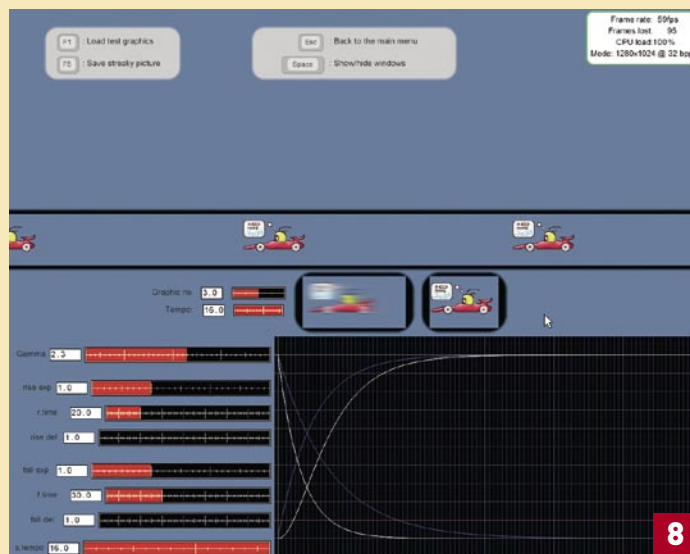 Frame rate: 59fps
Frames lost: 95
CPU load:100%
Mode: 1280x1024 @ 32 bpp
F1 : Load test graphics
Esc : Back to the main menu
F5 : Save streaky picture
Space : Show/hide windows
Graphic no. 3.0
Tempo: 16.0
Gamma 2.3
rise exp 1.0
r.time 20.0
rise del 1.0
fall exp 1.0
f.time 30.0
fall del 1.0
s.tempo 16.0
8